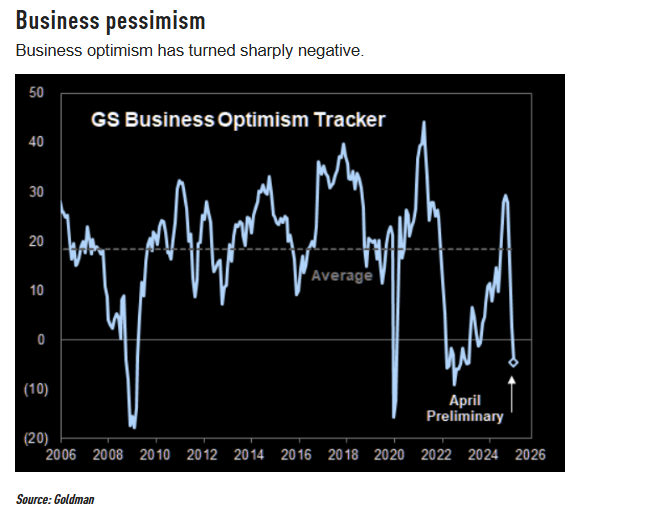 Business pessimism
Business optimism has turned sharply negative.
GS Business Optimism Tracker
50
40
30
20
10
0
(10)
(20)
Average
April
Preliminary
2006 2008 2010 2012 2014 2016 2018 2020 2022 2024 2026
Source: Goldman